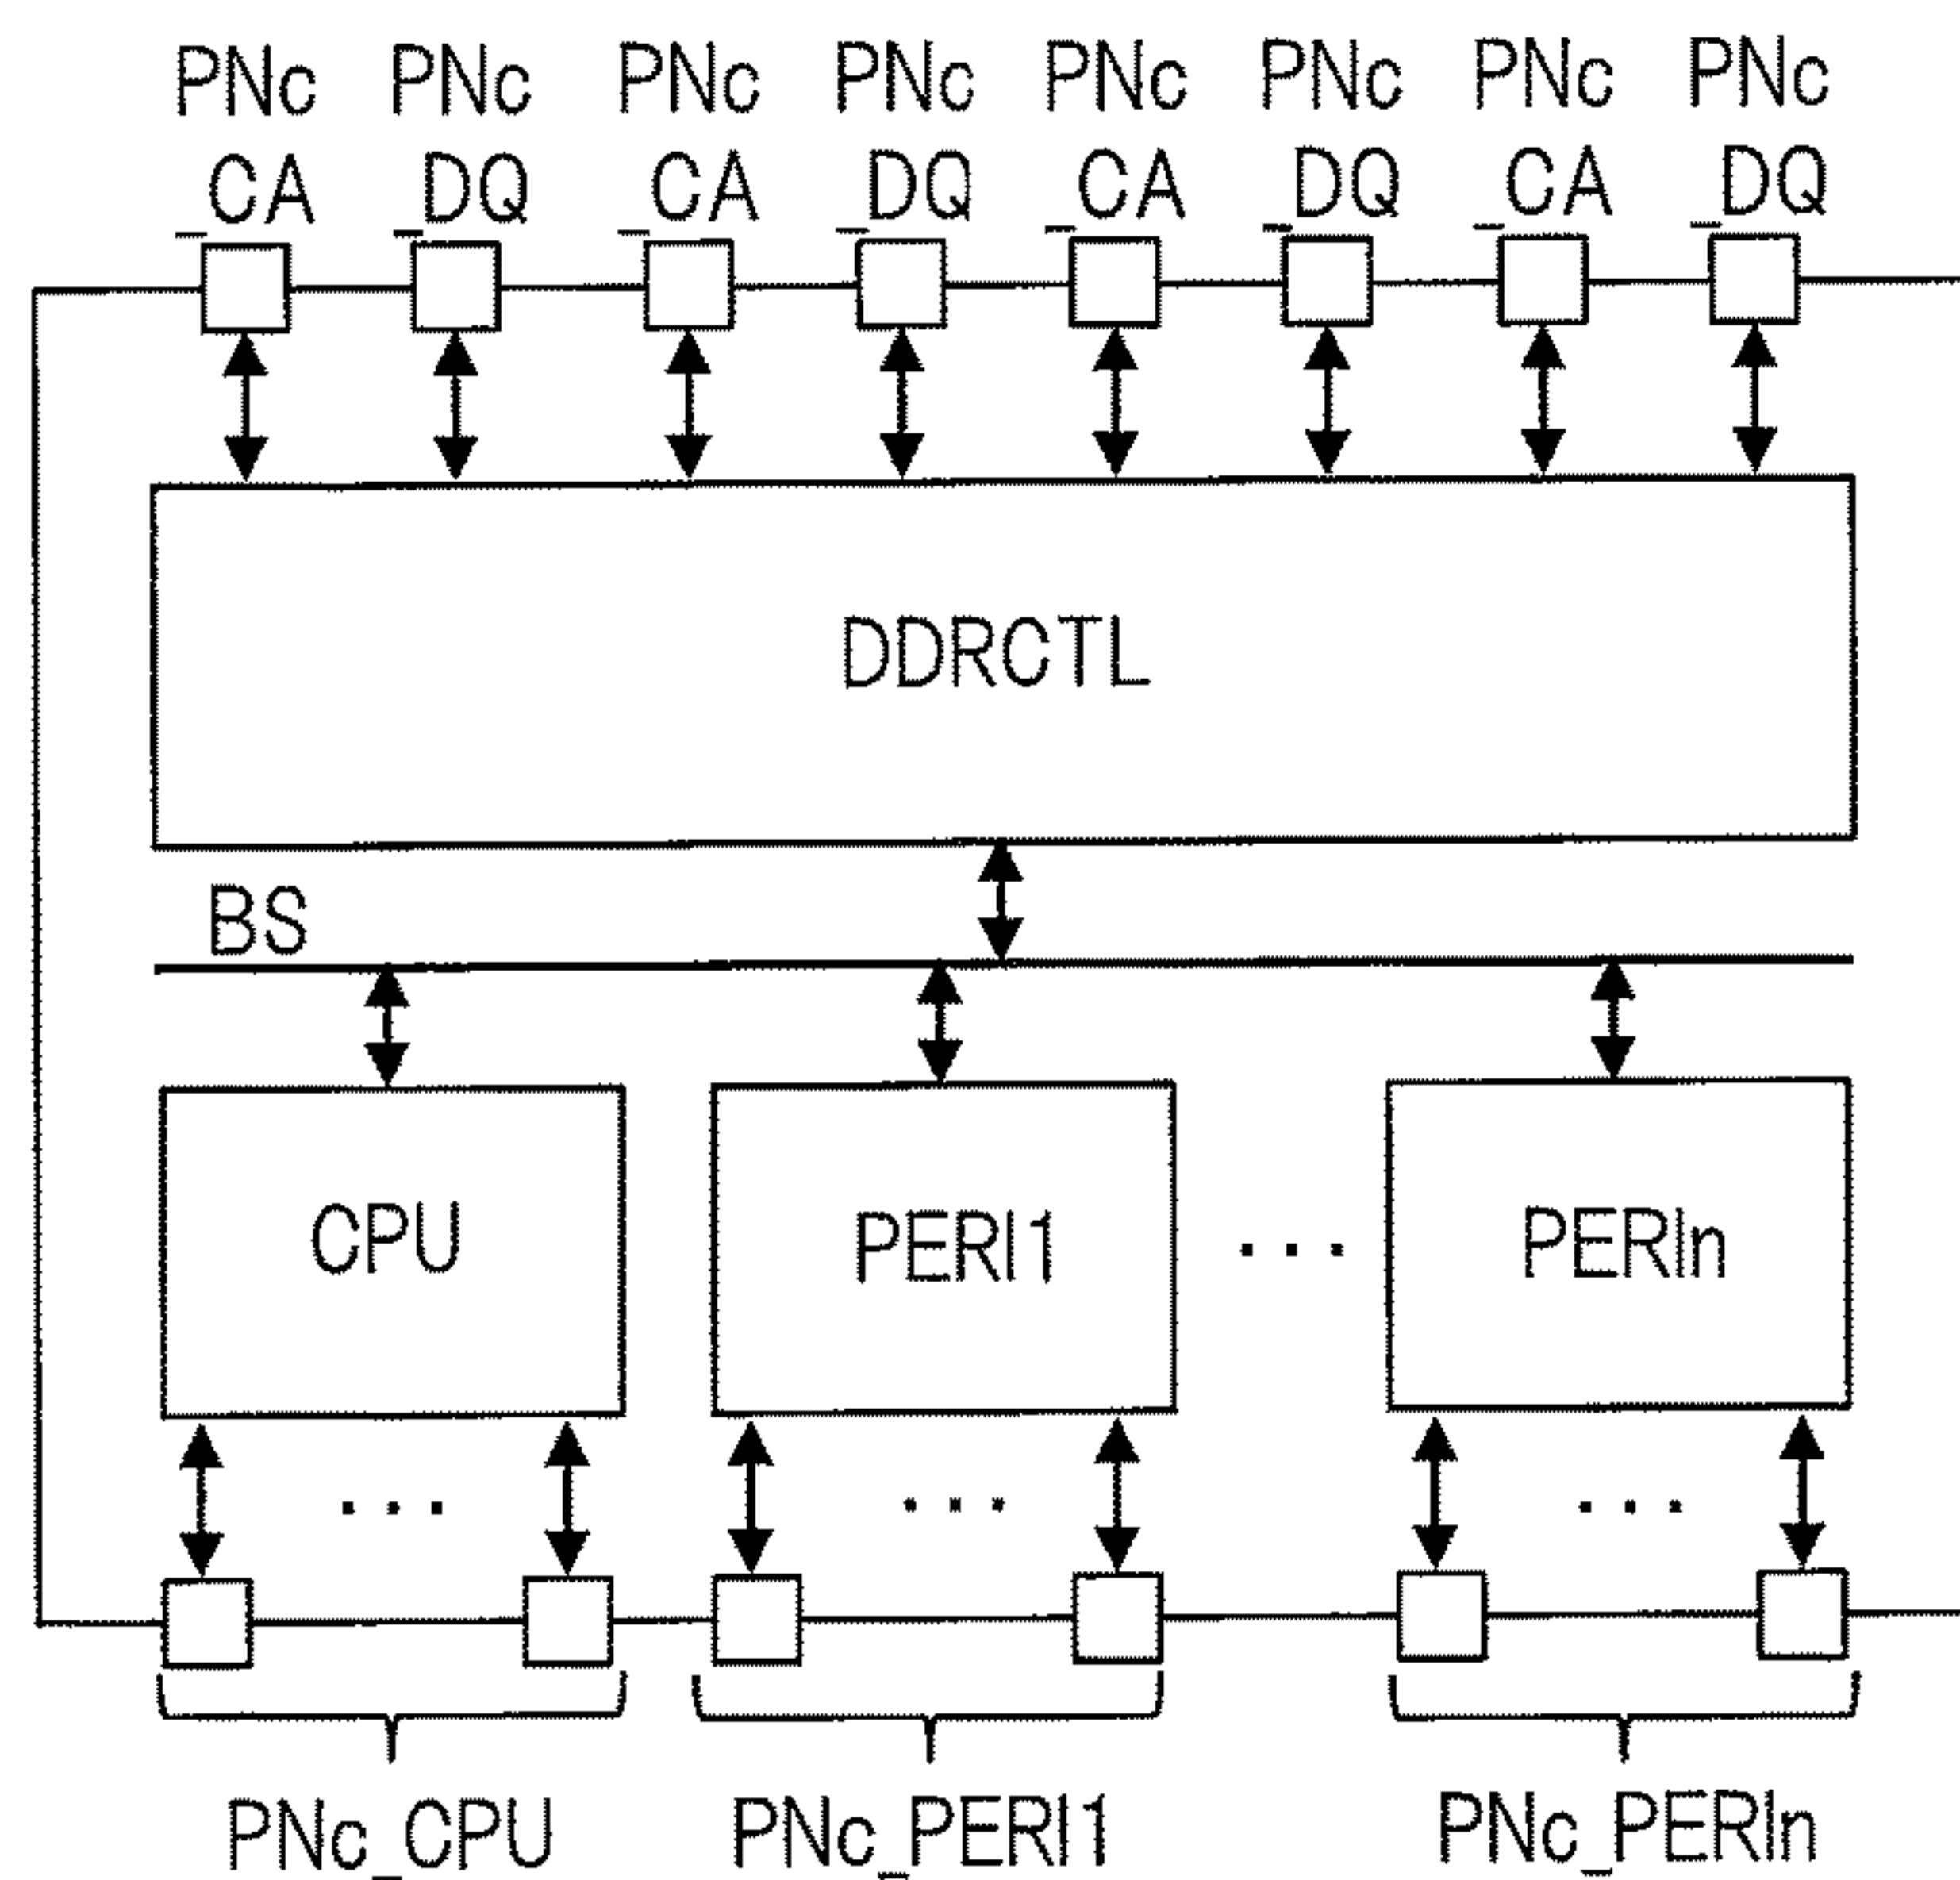 PNc PNc PNc PNc PNc PNc PNc PNc
_CA _DQ _CA _DQ _CA _DQ _CA _DQ
DDRCTL
BS
CPU PERI1 ... PERIn
... ... ...
PNc_CPU PNc_PERI1 PNc_PERIn